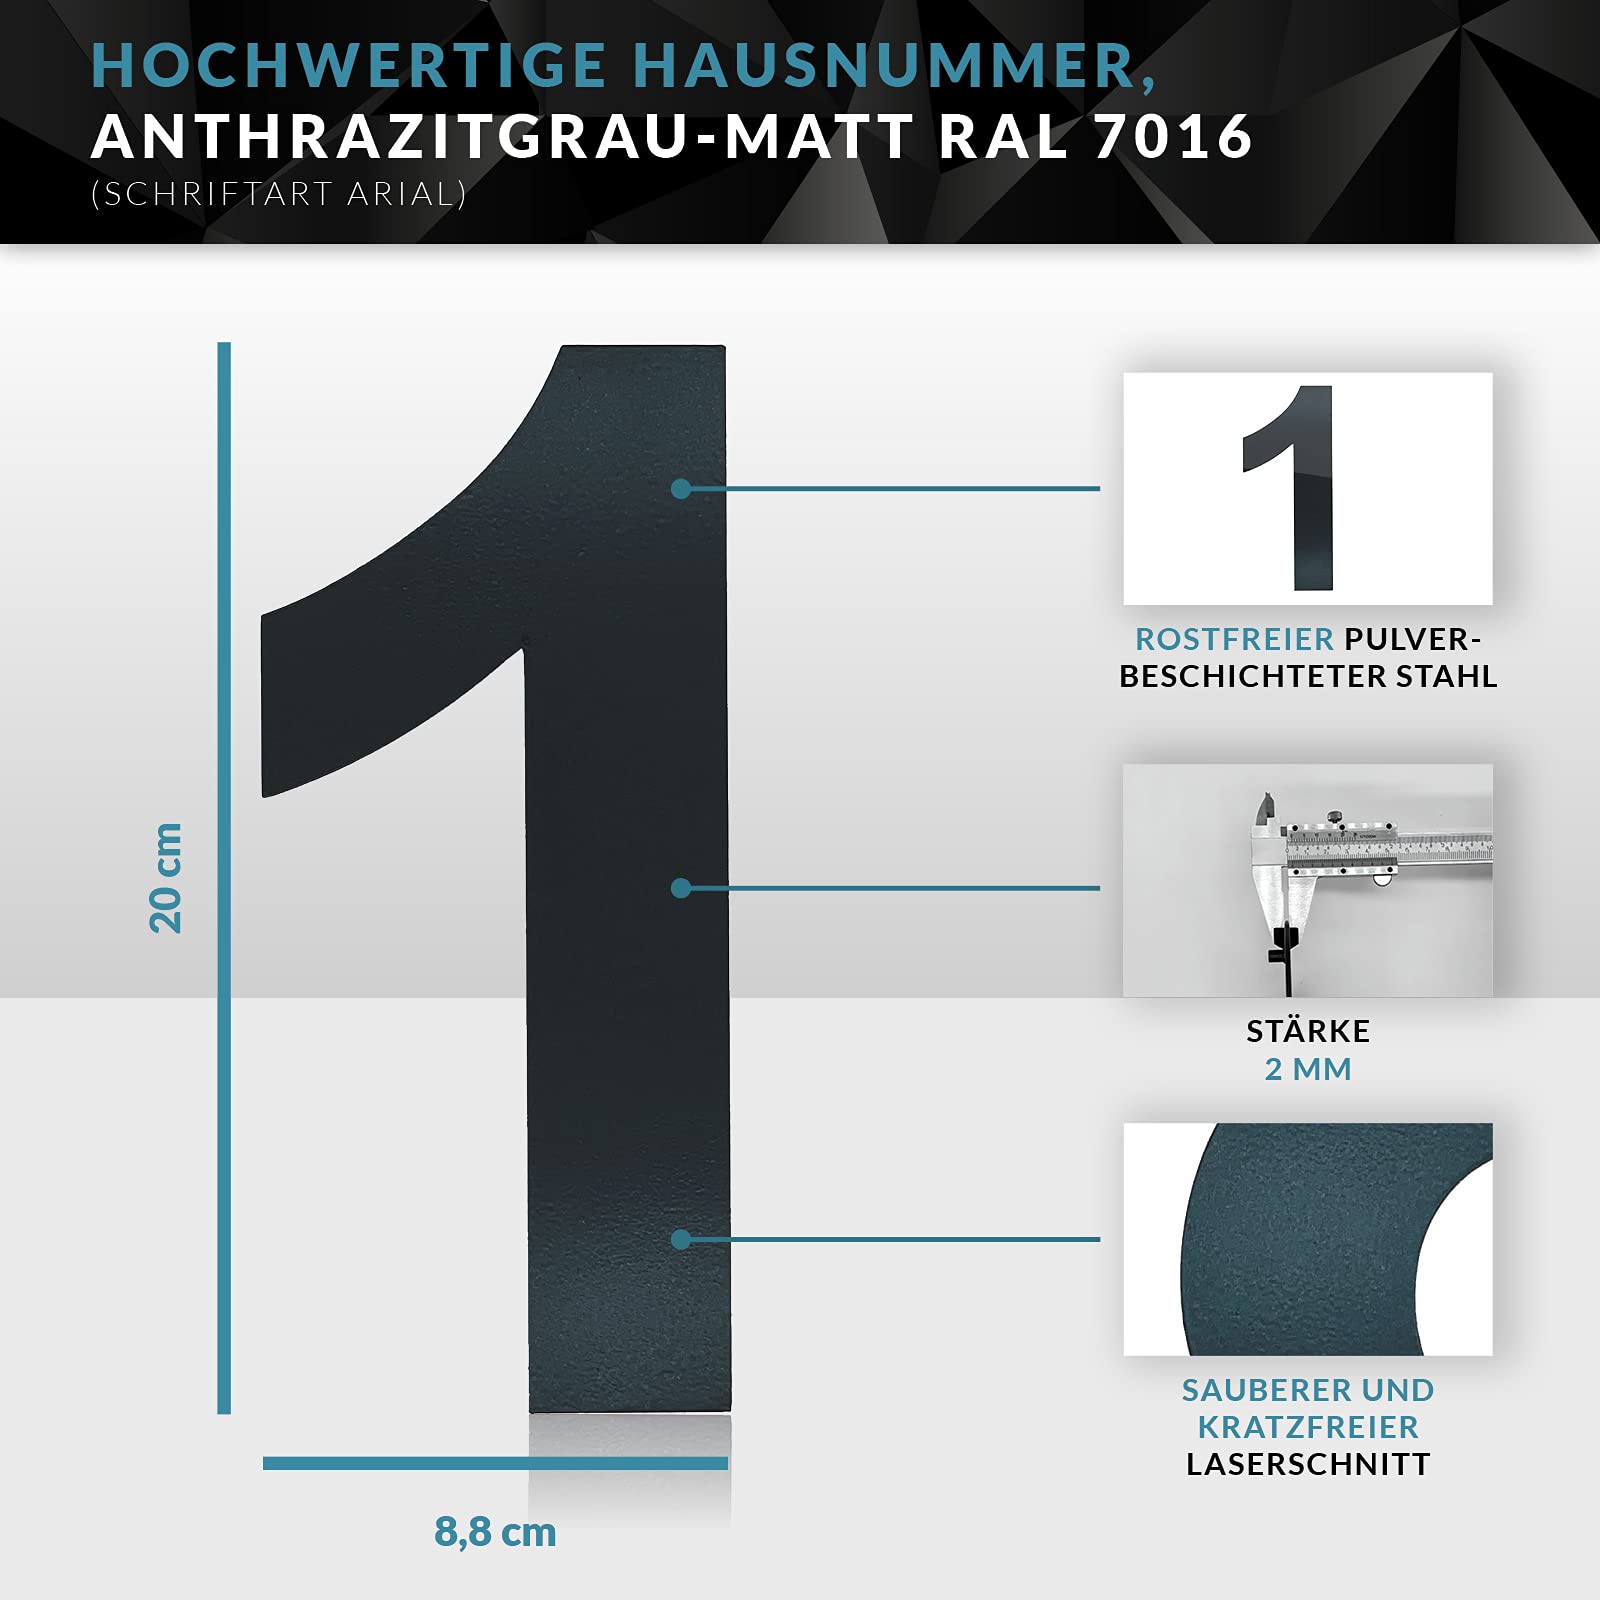 HOCHWERTIGE HAUSNUMMER,
ANTHRAZITGRAU-MATT RAL 7016
(SCHRIFTART ARIAL)
1
20 cm
8,8 cm
1
ROSTFREIER PULVER-
BESCHICHTETER STAHL
STÄRKE
2 MM
SAUBERER UND
KRATZFREIER
LASERSCHNITT